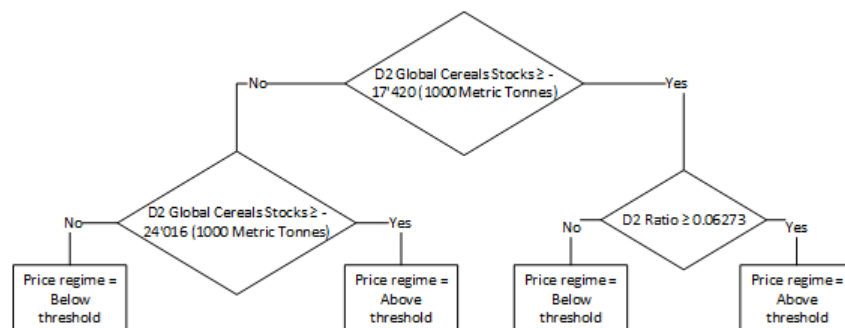 D2 Global Cereals Stocks ≥ -
17'420 (1000 Metric Tonnes)
No
Yes
D2 Global Cereals Stocks ≥ -
24'016 (1000 Metric Tonnes)
No
Yes
D2 Ratio ≥ 0.06273
No
Yes
Price regime =
Below
threshold
Price regime =
Above
threshold
Price regime =
Below
threshold
Price regime =
Above
threshold